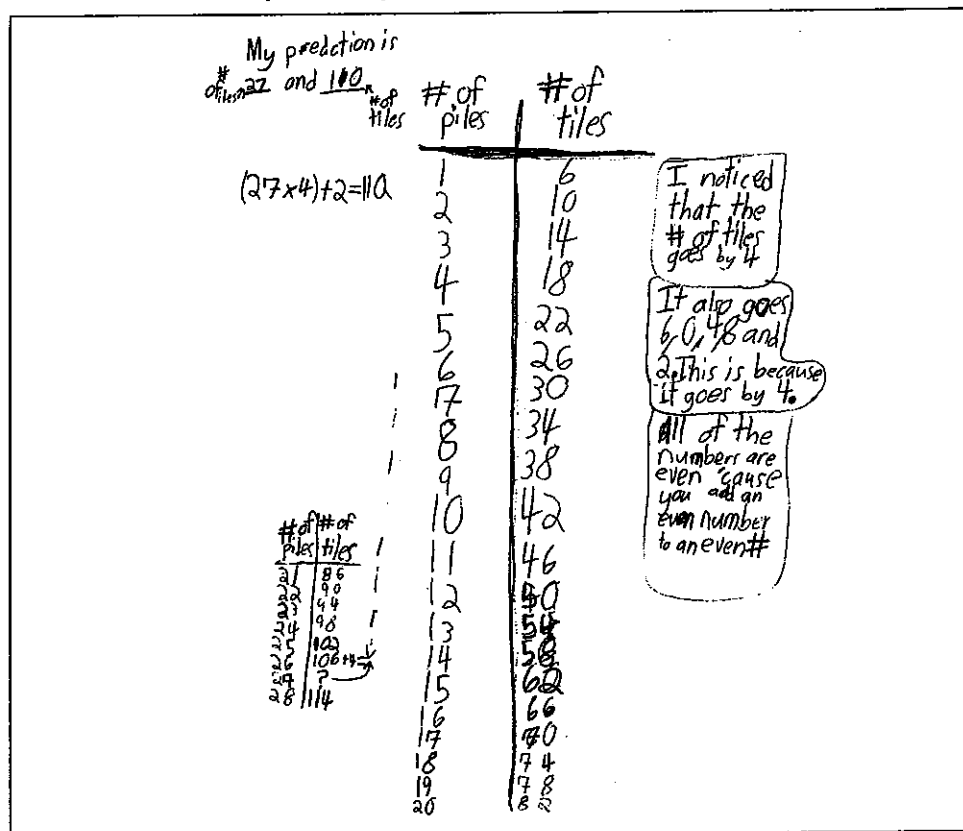 My predction is
# of piles 27 and 110 # of tiles
(27x4)+2=110
# of piles | # of tiles
1 6
2 10
3 14
4 18
5 22
6 26
7 30
8 34
9 38
10 42
11 46
12 50
13 54
14 58
15 62
16 66
17 70
18 74
19 78
20 82
I noticed
that the
# of tiles
goes by 4
It also goes
6,0,4,8 and
2. This is because
it goes by 4.
All of the
numbers are
even 'cause
you add an
even number
to an even #
# of piles | # of tiles
21 86
22 90
23 94
24 98
25 102
26 106 +4=
27 ?
28 114